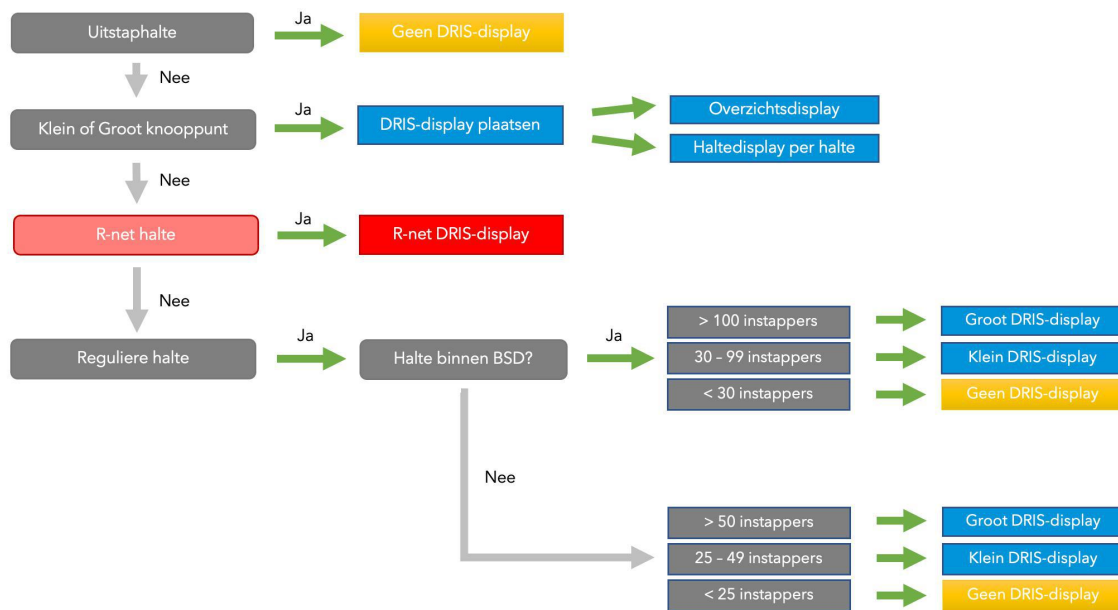 Uitstaphalte
Ja
Geen DRIS-display
Nee
Klein of Groot knooppunt
Ja
DRIS-display plaatsen
Overzichtsdisplay
Haltedisplay per halte
Nee
R-net halte
Ja
R-net DRIS-display
Nee
Reguliere halte
Ja
Halte binnen BSD?
Ja
> 100 instappers
Groot DRIS-display
30 – 99 instappers
Klein DRIS-display
< 30 instappers
Geen DRIS-display
Nee
> 50 instappers
Groot DRIS-display
25 – 49 instappers
Klein DRIS-display
< 25 instappers
Geen DRIS-display